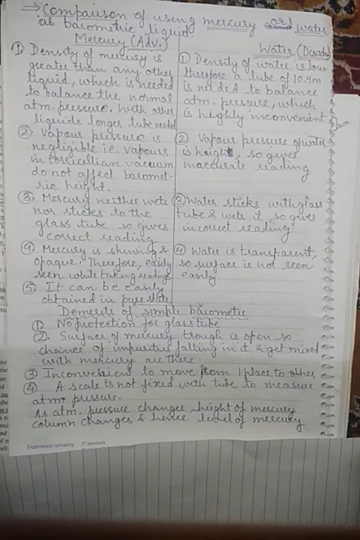 → Comparison of using mercury or water
at barometric liquid
Mercury (Adv.)
① Density of mercury is
greater than any other
liquid, which is needed
to balance the normal
atm. pressure. With other
liquids longer tube needed
② Vapour pressure is
negligible i.e. vapours
in torricellian vacuum
do not affect baromet-
ric height.
③ Mercury neither wets
nor sticks to the
glass tube so gives
correct reading
④ Mercury is shining &
opaque. Therefore, easily
seen while taking reading
⑤ It can be easily
obtained in pure state
Water (Disadv)
① Density of water is low
therefore a tube of 10.4m
is needed to balance
atm. pressure, which
is highly inconvenient
② Vapour pressure of water
is height, so gives
inaccurate reading
③ Water sticks with glass
tube & wets it, so gives
incorrect reading
④ Water is transparent,
so surface is not seen
easily
Demerits of simple barometer
① No protection for glass tube
② Surface of mercury trough is open so
chance of impurities falling in it & get mixed
with mercury are there.
③ Inconvenient to move from 1 place to other
④ A scale is not fixed with tube to measure
atm pressure.
As atm. pressure changes, height of mercury
column changes & hence level of mercury
Experience certainty IT Services